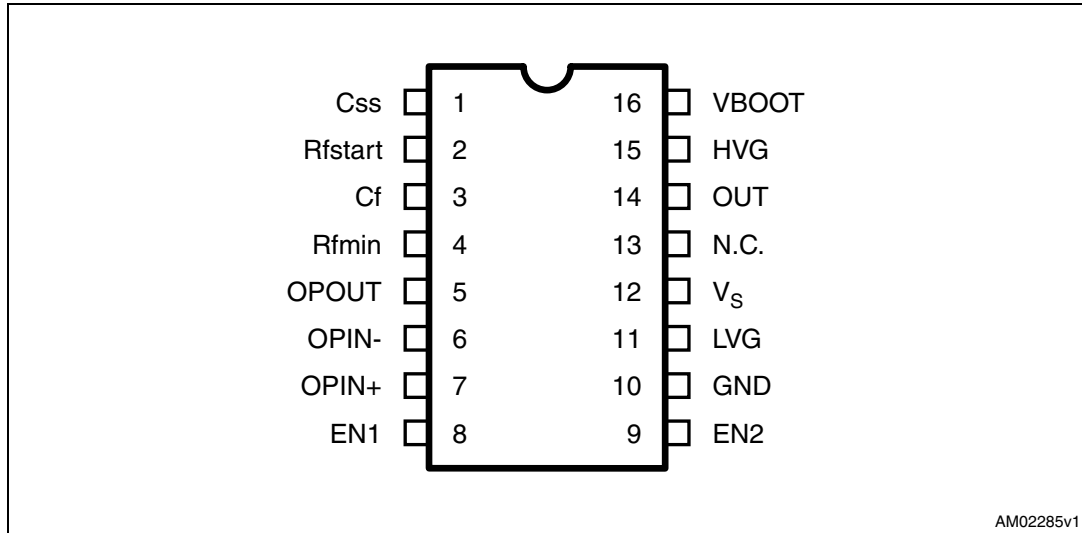 Css 1 16 VBOOT
Rfstart 2 15 HVG
Cf 3 14 OUT
Rfmin 4 13 N.C.
OPOUT 5 12 VS
OPIN- 6 11 LVG
OPIN+ 7 10 GND
EN1 8 9 EN2
AM02285v1